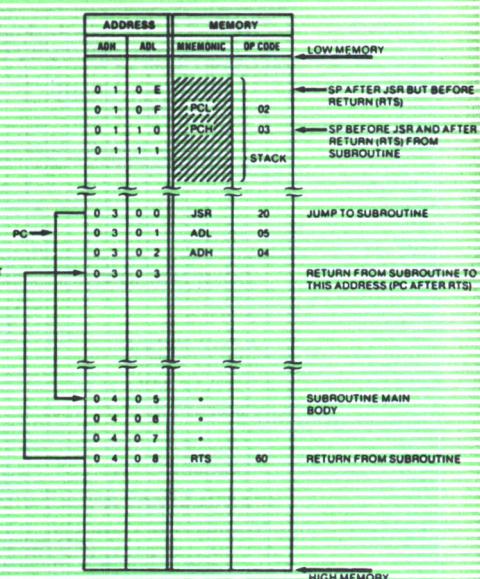 ADDRESS MEMORY
ADH ADL MNEMONIC OP CODE
LOW MEMORY
0 1 0 E SP AFTER JSR BUT BEFORE
RETURN (RTS)
0 1 0 F PCL 02
0 1 1 0 PCH 03 SP BEFORE JSR AND AFTER
RETURN (RTS) FROM
SUBROUTINE
0 1 1 1
STACK
0 3 0 0 JSR 20 JUMP TO SUBROUTINE
PC
0 3 0 1 ADL 05
0 3 0 2 ADH 04
0 3 0 3 RETURN FROM SUBROUTINE TO
THIS ADDRESS (PC AFTER RTS)
0 4 0 5 • SUBROUTINE MAIN
BODY
0 4 0 6 •
0 4 0 7 •
0 4 0 8 RTS 60 RETURN FROM SUBROUTINE
HIGH MEMORY